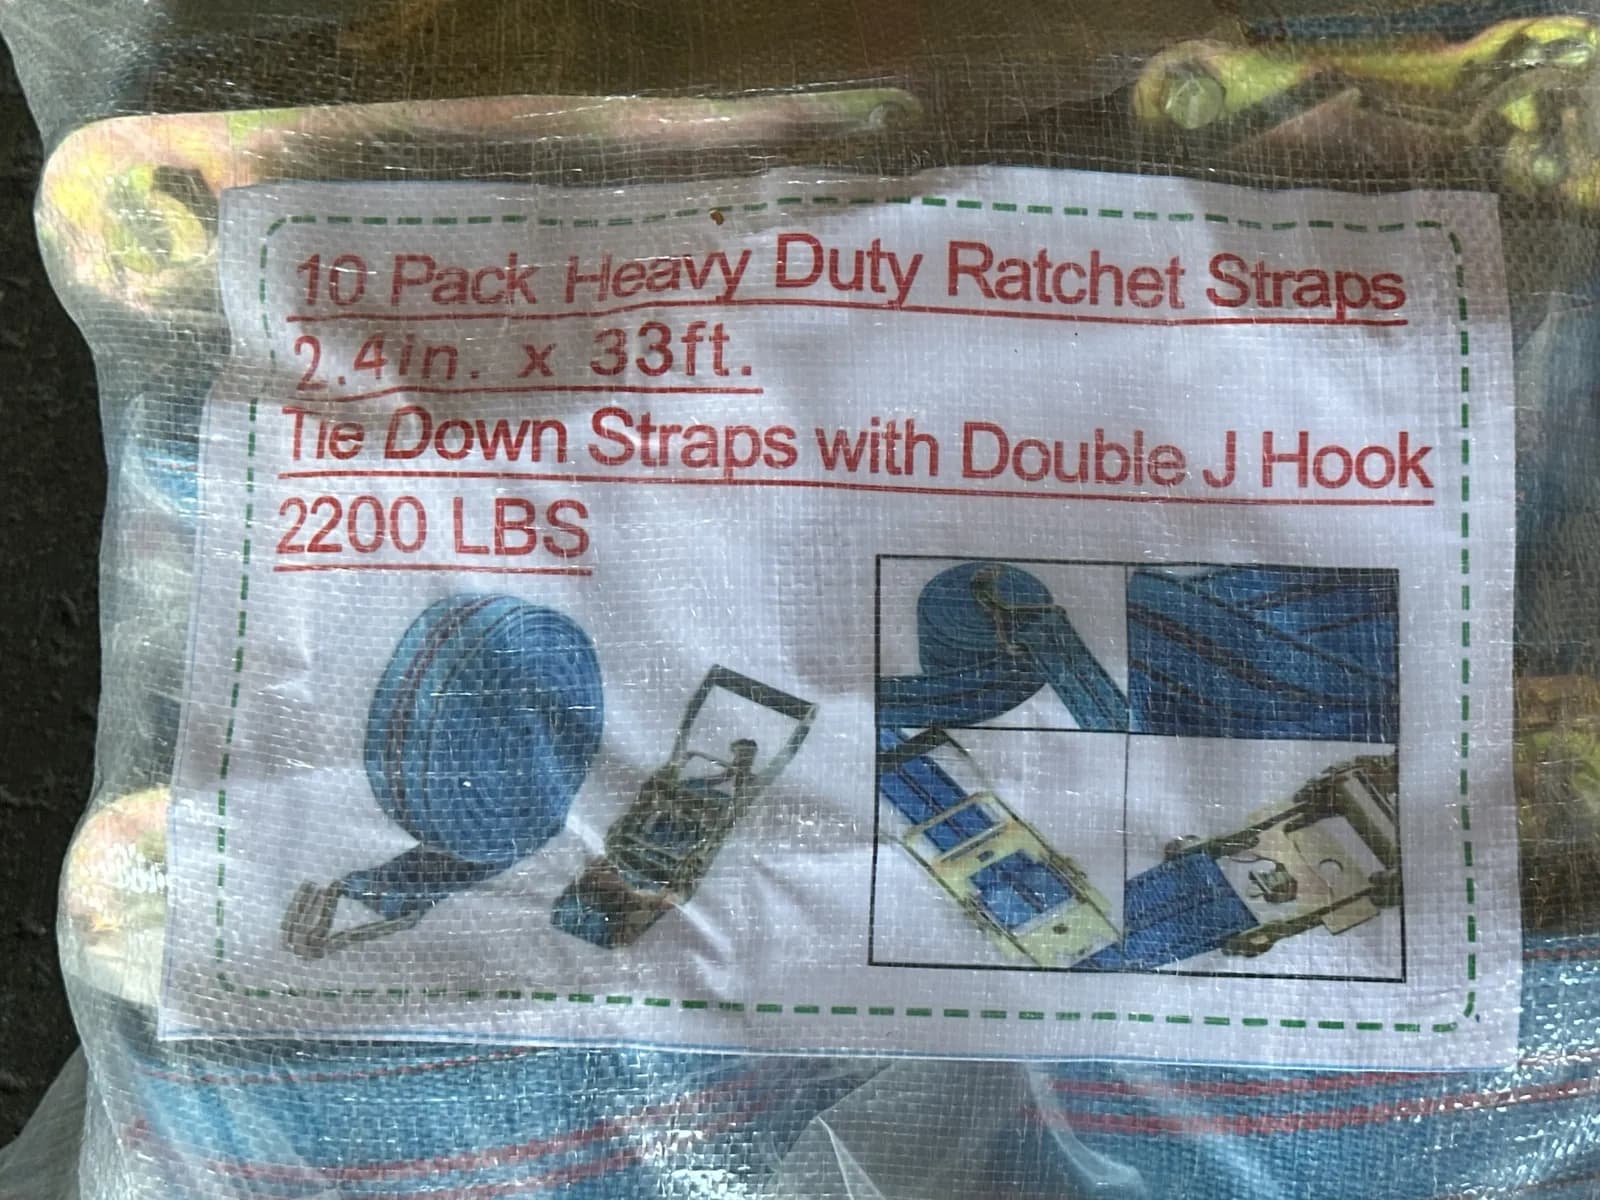 10 Pack Heavy Duty Ratchet Straps
2.4in. x 33ft.
Tie Down Straps with Double J Hook
2200 LBS